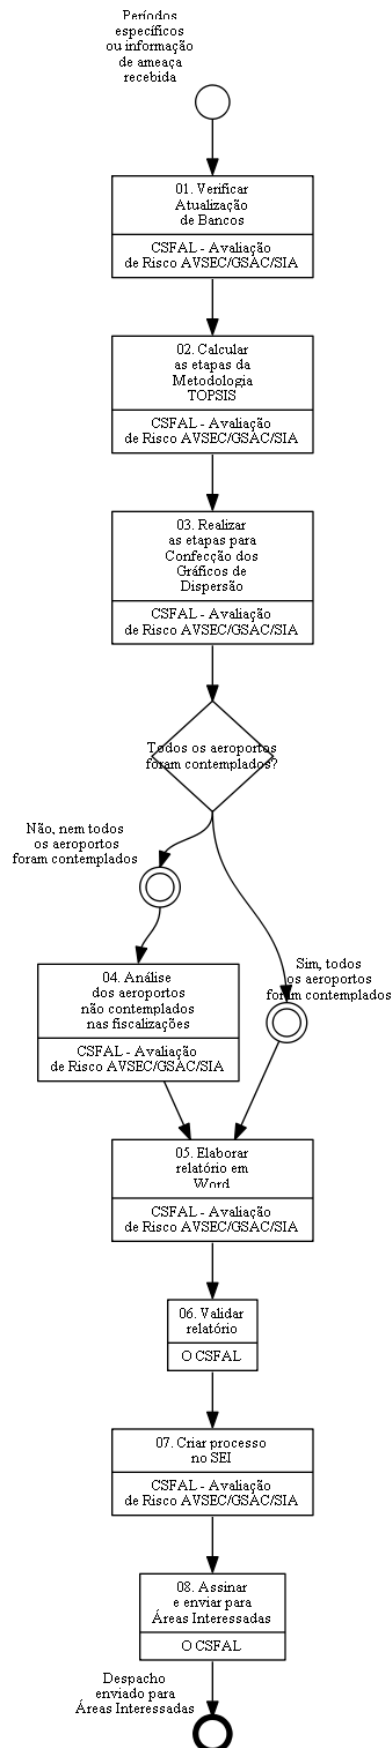 Períodos
específicos
ou informação
de ameaça
recebida
01. Verificar
Atualização
de Bancos
CSFAL - Avaliação
de Risco AVSEC/GSAC/SIA
02. Calcular
as etapas da
Metodologia
TOPSIS
CSFAL - Avaliação
de Risco AVSEC/GSAC/SIA
03. Realizar
as etapas para
Confecção dos
Gráficos de
Dispersão
CSFAL - Avaliação
de Risco AVSEC/GSAC/SIA
Todos os aeroportos
foram contemplados?
Não, nem todos
os aeroportos
foram contemplados
Sim, todos
os aeroportos
foram contemplados
04. Análise
dos aeroportos
não contemplados
nas fiscalizações
CSFAL - Avaliação
de Risco AVSEC/GSAC/SIA
05. Elaborar
relatório em
Word
CSFAL - Avaliação
de Risco AVSEC/GSAC/SIA
06. Validar
relatório
O CSFAL
07. Criar processo
no SEI
CSFAL - Avaliação
de Risco AVSEC/GSAC/SIA
08. Assinar
e enviar para
Áreas Interessadas
O CSFAL
Despacho
enviado para
Áreas Interessadas